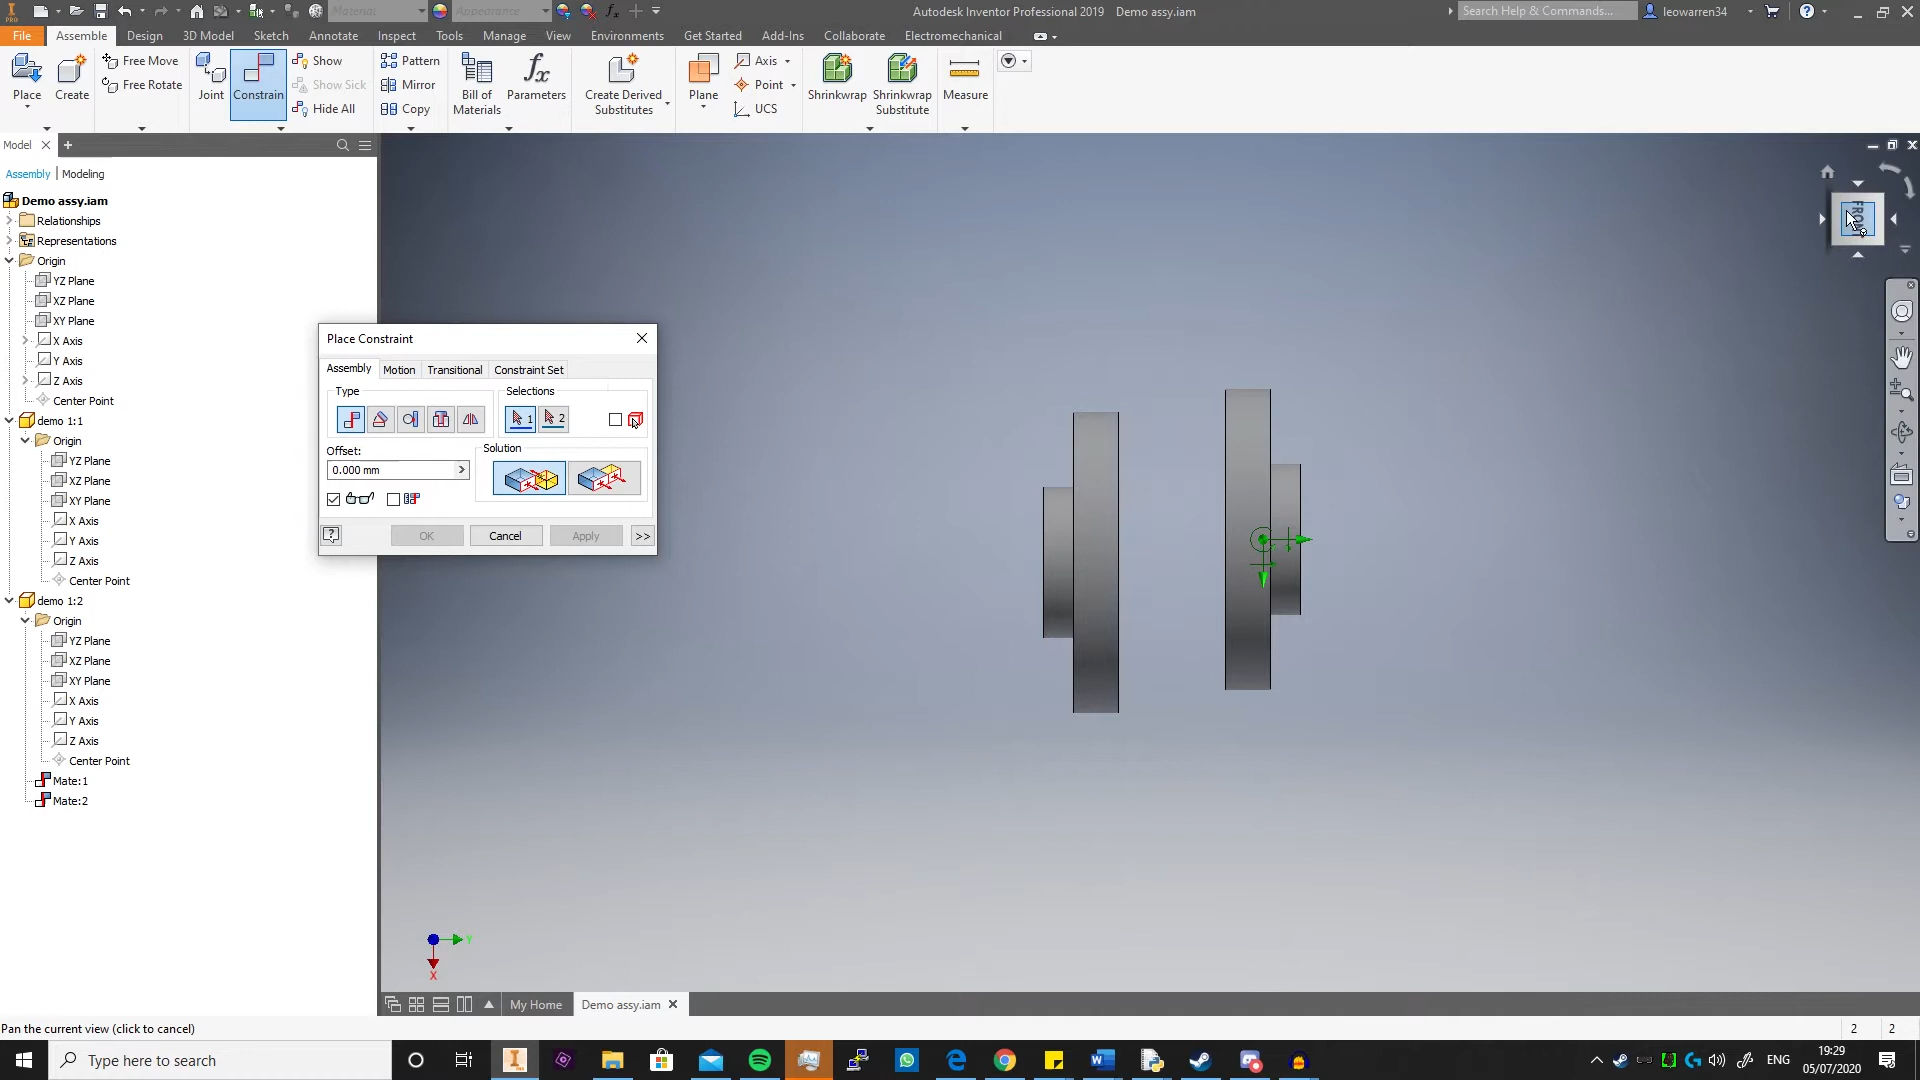 PRO
Material
Appearance
Autodesk Inventor Professional 2019 Demo assy.iam
Search Help & Commands...
leowarren34
File Assemble Design 3D Model Sketch Annotate Inspect Tools Manage View Environments Get Started Add-Ins Collaborate Electromechanical
Place
Create
Free Move
Free Rotate
Joint
Constrain
Show
Show Sick
Hide All
Pattern
Mirror
Copy
Bill of
Materials
fx
Parameters
Create Derived
Substitutes
Plane
Axis
Point
UCS
Shrinkwrap
Shrinkwrap
Substitute
Measure
Model
Assembly | Modeling
Demo assy.iam
Relationships
Representations
Origin
YZ Plane
XZ Plane
XY Plane
X Axis
Y Axis
Z Axis
Center Point
demo 1:1
Origin
YZ Plane
XZ Plane
XY Plane
X Axis
Y Axis
Z Axis
Center Point
demo 1:2
Origin
YZ Plane
XZ Plane
XY Plane
X Axis
Y Axis
Z Axis
Center Point
Mate:1
Mate:2
Place Constraint
Assembly Motion Transitional Constraint Set
Type
Selections
1
2
Offset:
0.000 mm
Solution
OK
Cancel
Apply
>>
FRONT
Y
X
My Home
Demo assy.iam
Pan the current view (click to cancel)
2 2
Type here to search
ENG
19:29
05/07/2020